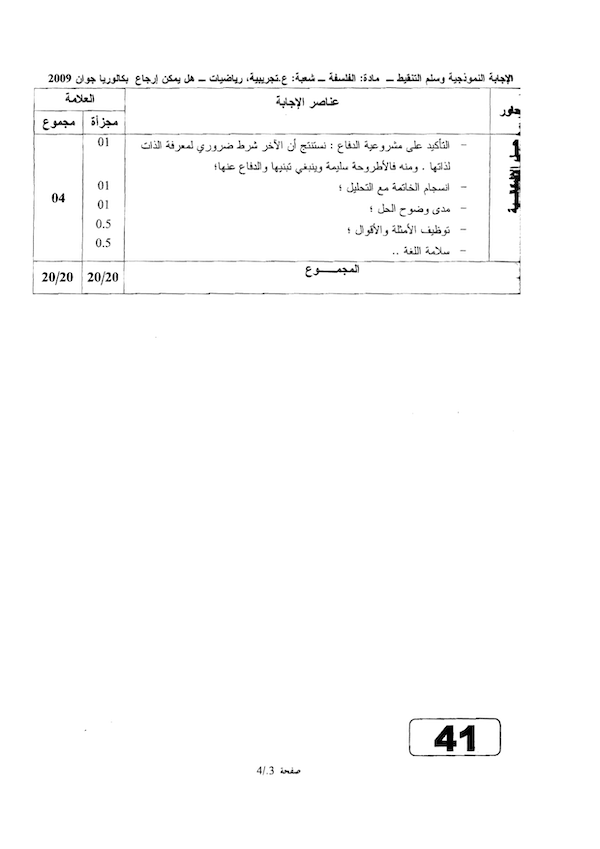 الإجابة النموذجية وسلم التنقيط ــ مادة: الفلسفة ــ شعبة: ع.تجريبية، رياضيات ــ هل يمكن إرجاع بكالوريا جوان 2009
عناصر الإجابة
العلامة
مجزأة
مجموع
- التأكيد على مشروعية الدفاع : نستنتج أن الآخر شرط ضروري لمعرفة الذات
لذاتها . ومنه فالأطروحة سليمة وينبغي تبنيها والدفاع عنها؛
- انسجام الخاتمة مع التحليل ؛
- مدى وضوح الحل ؛
- توظيف الأمثلة والأقوال ؛
- سلامة اللغة ..
01
01
01
0.5
0.5
04
المجمـــوع
20/20
20/20
41
صفحة 3./4